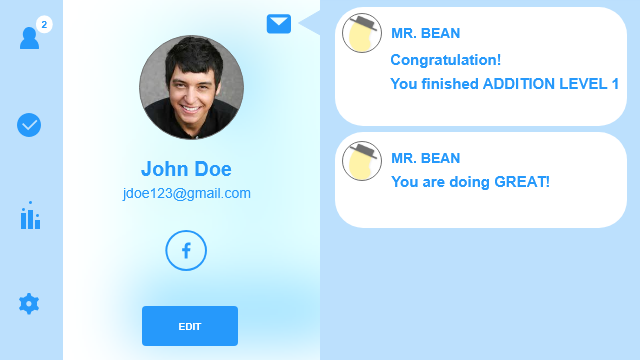 2
John Doe
jdoe123@gmail.com
f
EDIT
MR. BEAN
Congratulation!
You finished ADDITION LEVEL 1
MR. BEAN
You are doing GREAT!